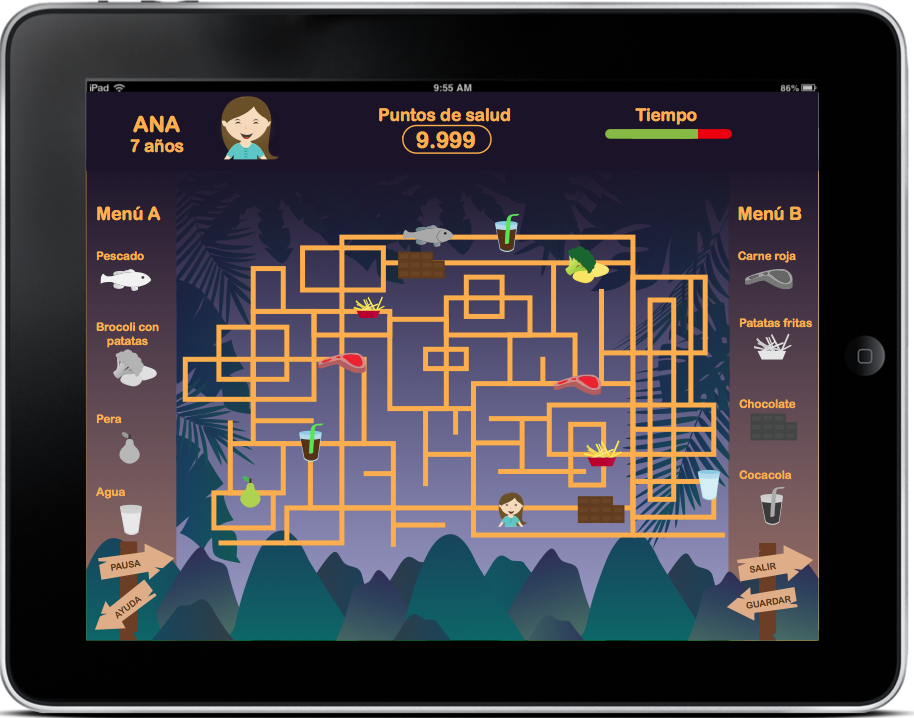 iPad
9:55 AM
86%
ANA
7 años
Puntos de salud
9.999
Tiempo
Menú A
Pescado
Brocoli con
patatas
Pera
Agua
PAUSA
AYUDA
Menú B
Carne roja
Patatas fritas
Chocolate
Cocacola
SALIR
GUARDAR